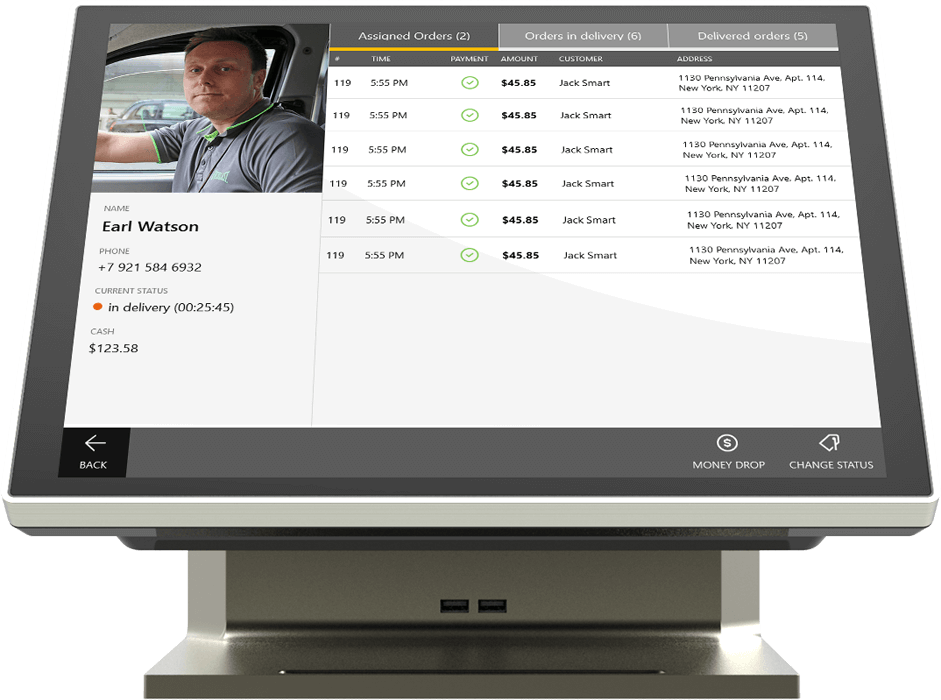 Assigned Orders (2)
Orders in delivery (6)
Delivered orders (5)
# TIME PAYMENT AMOUNT CUSTOMER ADDRESS
119 5:55 PM $45.85 Jack Smart 1130 Pennsylvania Ave, Apt. 114,
New York, NY 11207
119 5:55 PM $45.85 Jack Smart 1130 Pennsylvania Ave, Apt. 114,
New York, NY 11207
119 5:55 PM $45.85 Jack Smart 1130 Pennsylvania Ave, Apt. 114,
New York, NY 11207
119 5:55 PM $45.85 Jack Smart 1130 Pennsylvania Ave, Apt. 114,
New York, NY 11207
119 5:55 PM $45.85 Jack Smart 1130 Pennsylvania Ave, Apt. 114,
New York, NY 11207
119 5:55 PM $45.85 Jack Smart 1130 Pennsylvania Ave, Apt. 114,
New York, NY 11207
NAME
Earl Watson
PHONE
+7 921 584 6932
CURRENT STATUS
in delivery (00:25:45)
CASH
$123.58
BACK
$
MONEY DROP
CHANGE STATUS